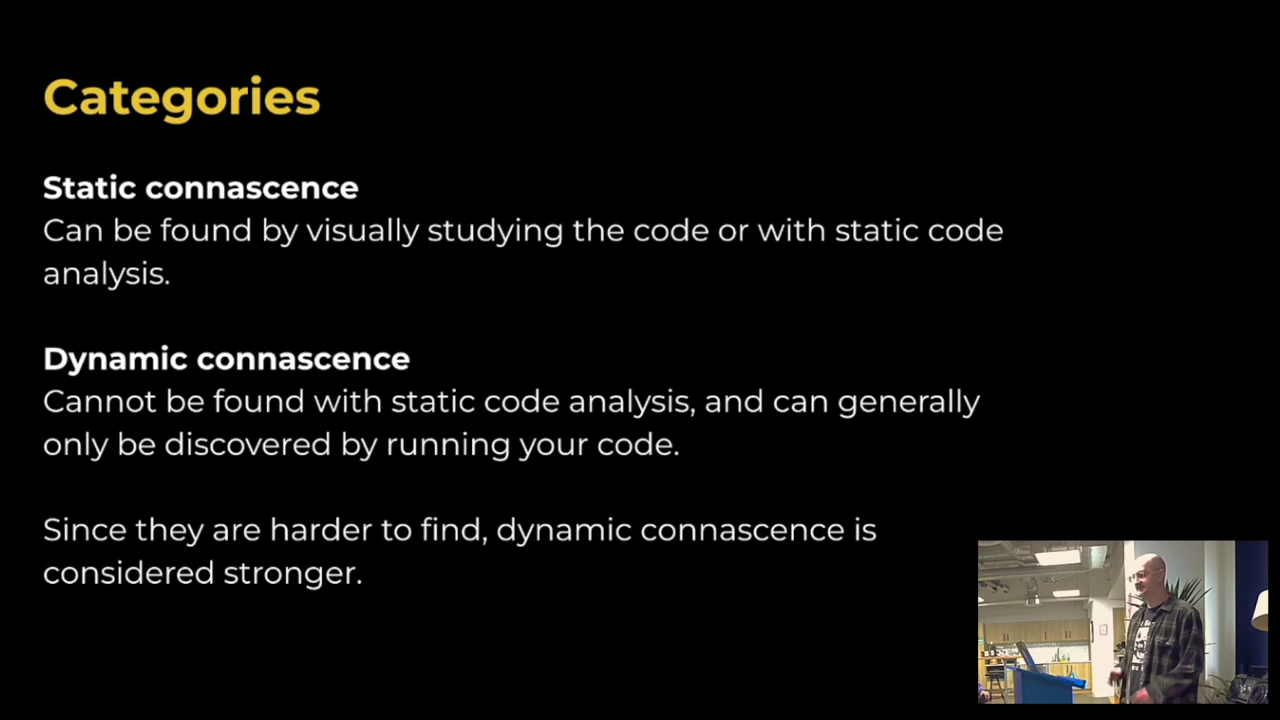 Categories
Static connascence
Can be found by visually studying the code or with static code
analysis.
Dynamic connascence
Cannot be found with static code analysis, and can generally
only be discovered by running your code.
Since they are harder to find, dynamic connascence is
considered stronger.